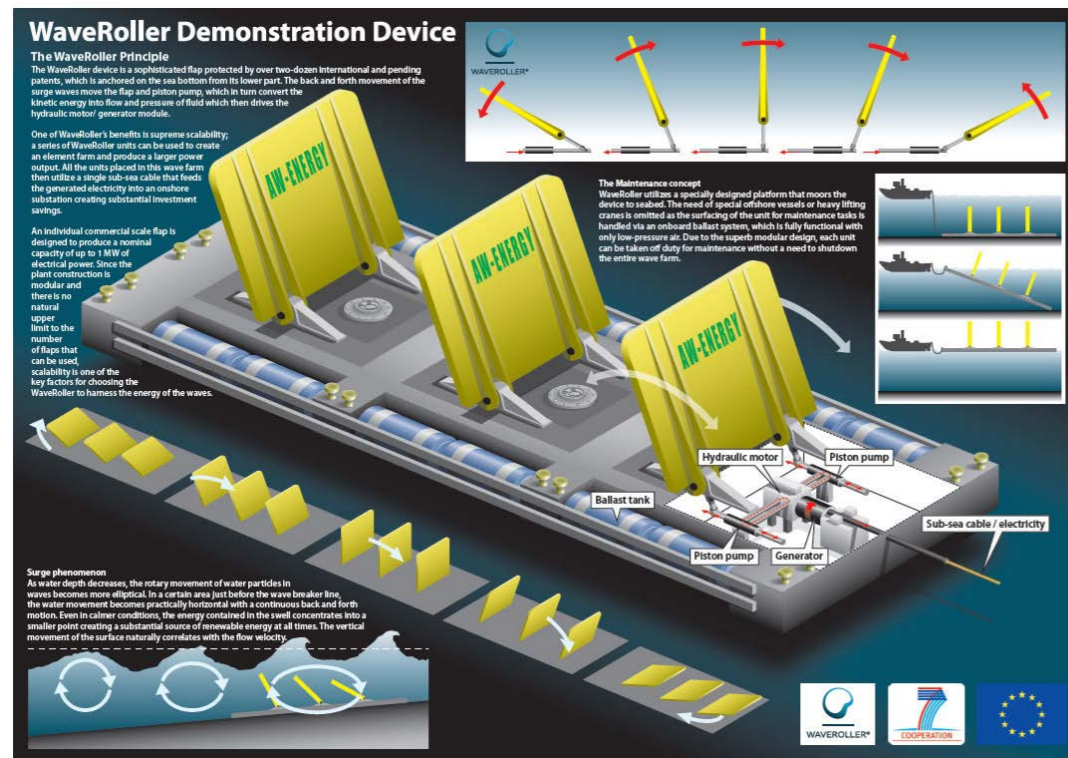 WaveRoller Demonstration Device
The WaveRoller Principle
The WaveRoller device is a sophisticated flap protected by over two-dozen international and pending
patents, which is anchored on the sea bottom from its lower part. The back and forth movement of the
surge waves move the flap and piston pump, which in turn convert the
kinetic energy into flow and pressure of fluid which then drives the
hydraulic motor/ generator module.
One of WaveRoller's benefits is supreme scalability;
a series of WaveRoller units can be used to create
an element farm and produce a larger power
output. All the units placed in this wave farm
then utilize a single sub-sea cable that feeds
the generated electricity into an onshore
substation creating substantial investment
savings.
An individual commercial scale flap is
designed to produce a nominal
capacity of up to 1 MW of
electrical power. Since the
plant construction is
modular and
there is no
natural
upper
limit to the
number
of flaps that
can be used,
scalability is one of the
key factors for choosing the
WaveRoller to harness the energy of the waves.
WAVEROLLER®
The Maintenance concept
WaveRoller utilizes a specially designed platform that moors the
device to seabed. The need of special offshore vessels or heavy lifting
cranes is omitted as the surfacing of the unit for maintenance tasks is
handled via an onboard ballast system, which is fully functional with
only low-pressure air. Due to the superb modular design, each unit
can be taken off duty for maintenance without a need to shutdown
the entire wave farm.
AW-ENERGY
AW-ENERGY
AW-ENERGY
Hydraulic motor
Piston pump
Ballast tank
Sub-sea cable / electricity
Piston pump
Generator
Surge phenomenon
As water depth decreases, the rotary movement of water particles in
waves becomes more elliptical. In a certain area just before the wave breaker line,
the water movement becomes practically horizontal with a continuous back and forth
motion. Even in calmer conditions, the energy contained in the swell concentrates into a
smaller point creating a substantial source of renewable energy at all times. The vertical
movement of the surface naturally correlates with the flow velocity.
WAVEROLLER®
7
COOPERATION